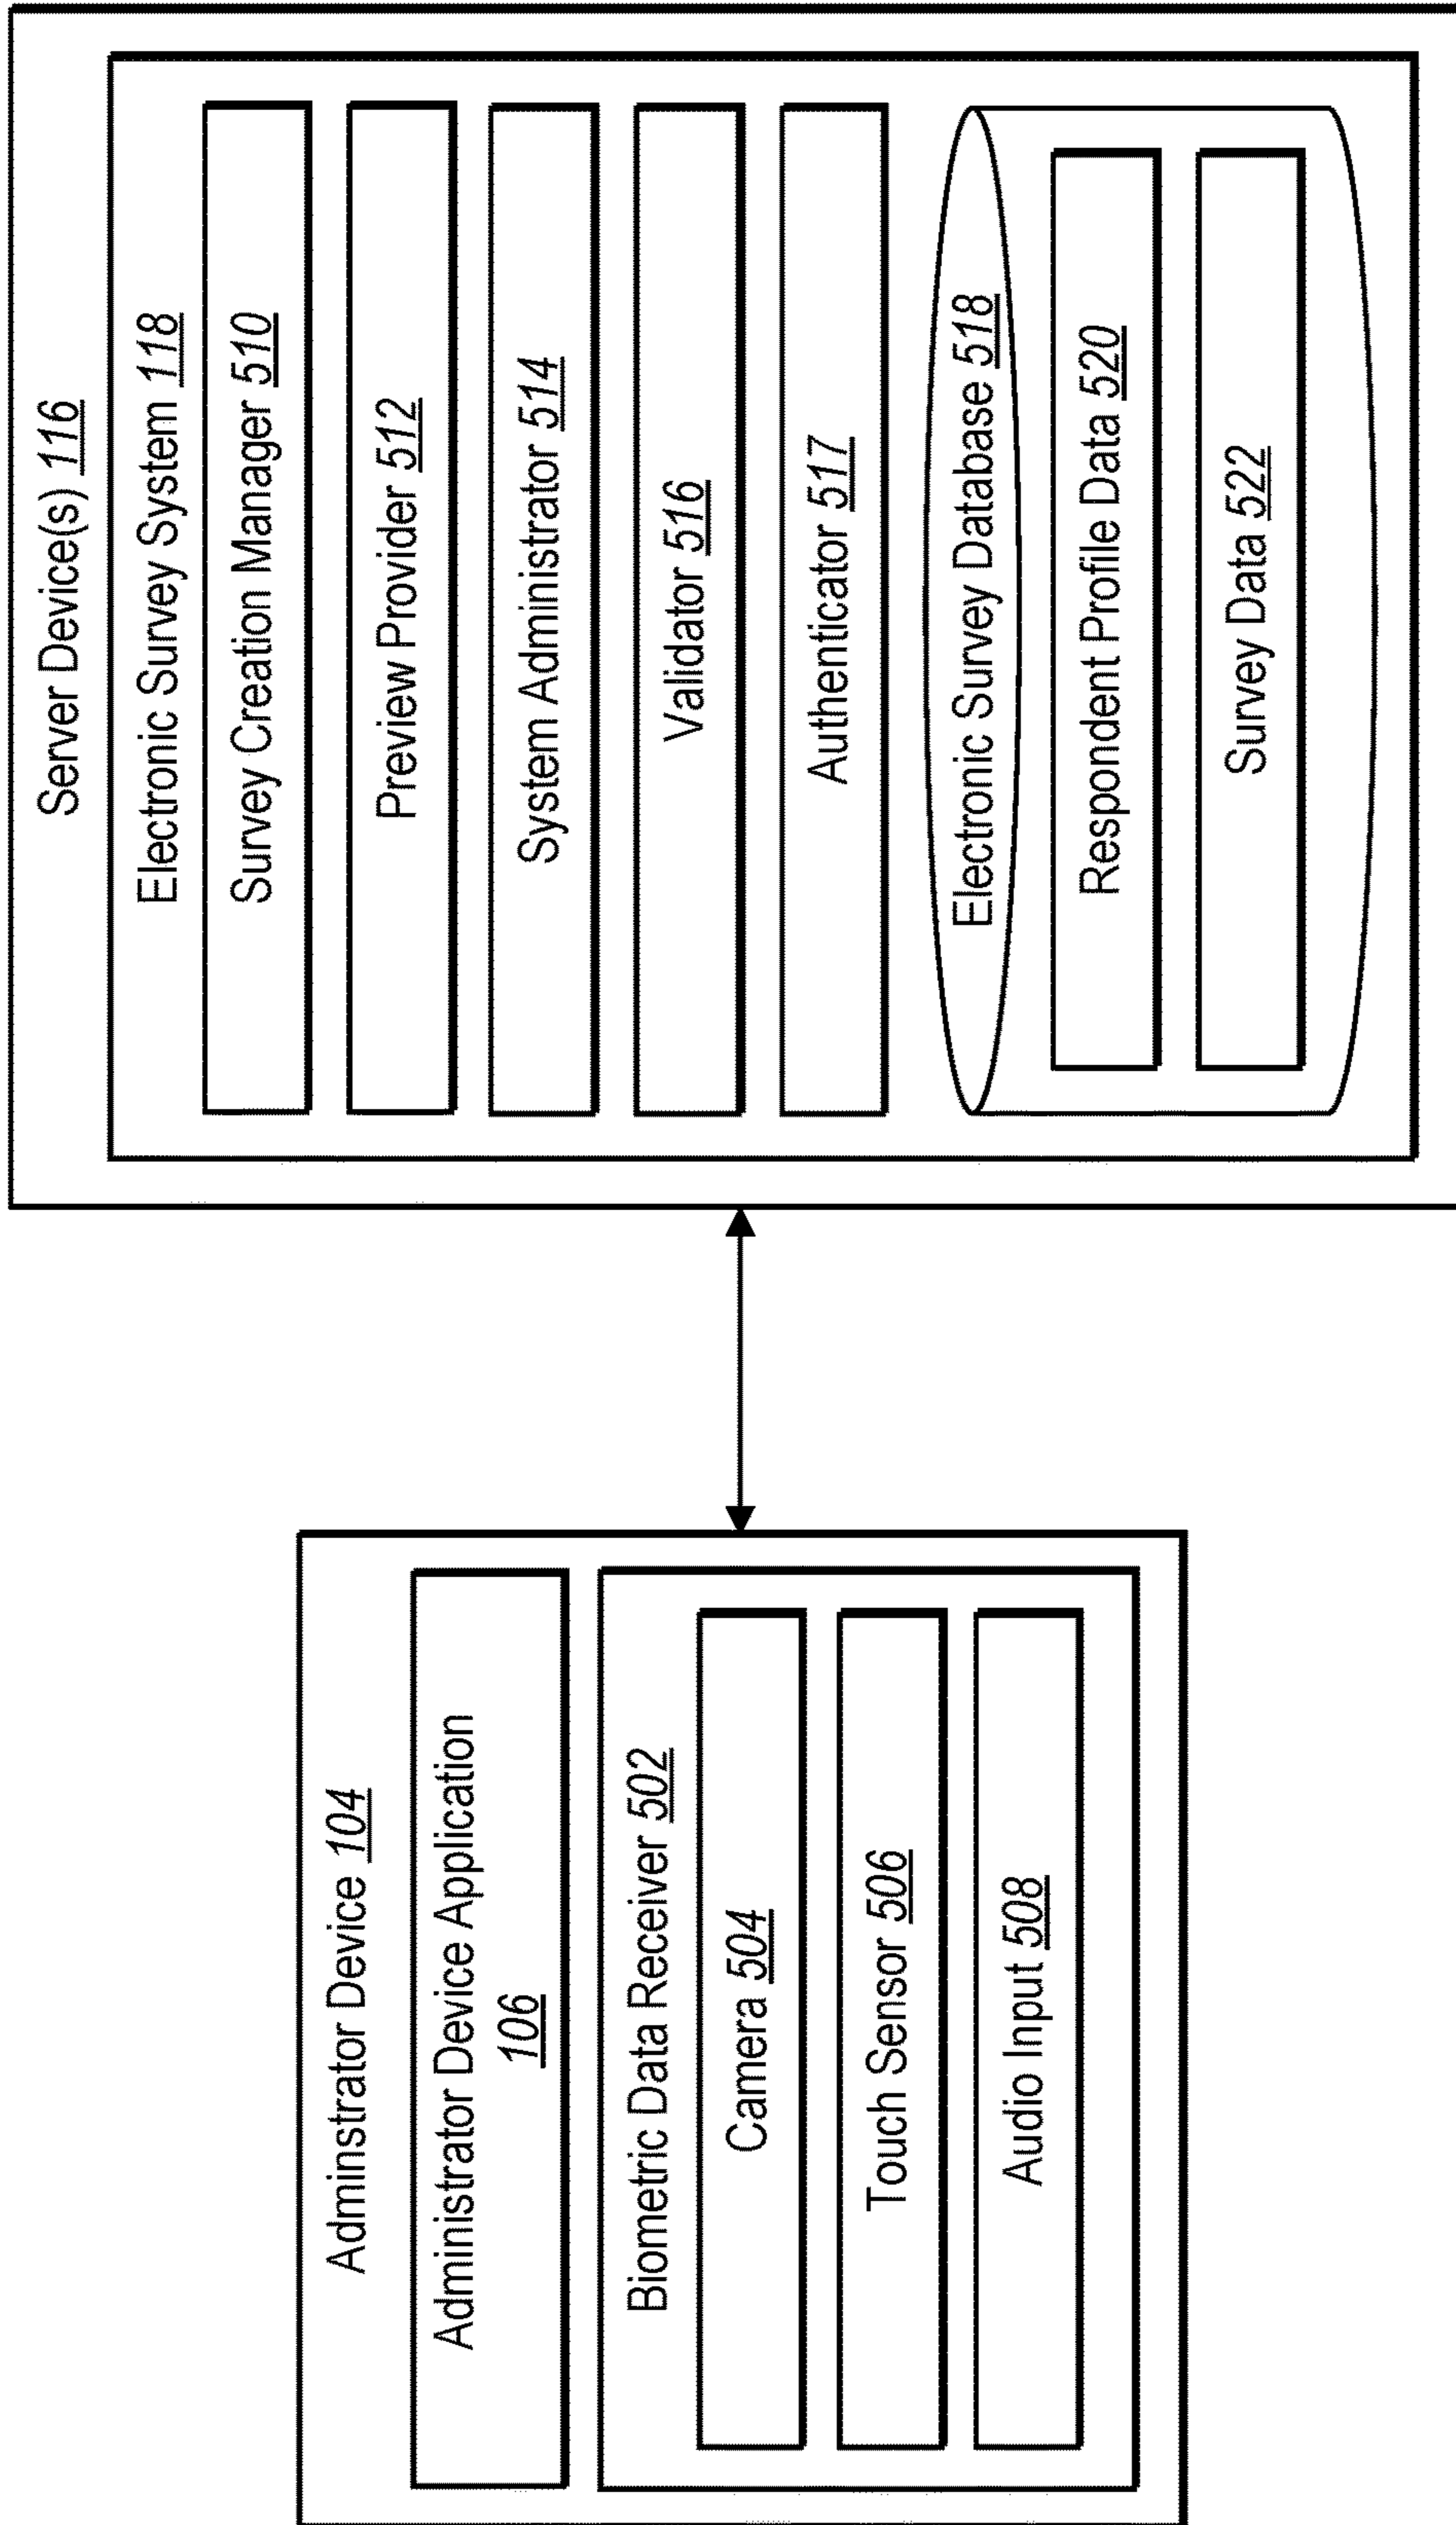 Adminstrator Device 104
Administrator Device Application
106
Biometric Data Receiver 502
Camera 504
Touch Sensor 506
Audio Input 508
Server Device(s) 116
Electronic Survey System 118
Survey Creation Manager 510
Preview Provider 512
System Administrator 514
Validator 516
Authenticator 517
Electronic Survey Database 518
Respondent Profile Data 520
Survey Data 522